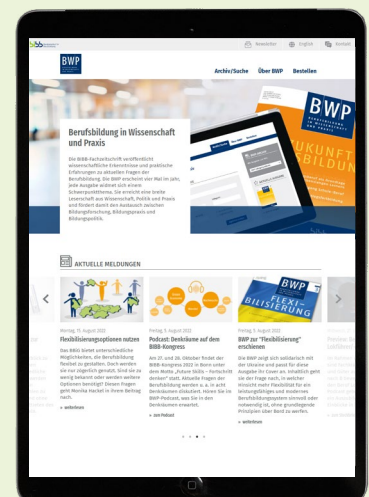 bibb
Newsletter
English
Kontakt
BWP
Archiv/Suche
Über BWP
Bestellen
Berufsbildung in Wissenschaft
und Praxis
Die BIBB-Fachzeitschrift veröffentlicht
wissenschaftliche Erkenntnisse und praktische
Erfahrungen zu aktuellen Fragen der
Berufsbildung. Die BWP erscheint vier Mal im Jahr,
jede Ausgabe widmet sich einem
Schwerpunktthema. Sie erreicht eine breite
Leserschaft aus Wissenschaft, Politik und Praxis
und fördert damit den Austausch zwischen
Bildungsforschung, Bildungspraxis und
Bildungspolitik.
BWP
BERUFSBILDUNG
IN WISSENSCHAFT
UND PRAXIS
AKTUELLE MELDUNGEN
Montag, 15. August 2022
Flexibilisierungsoptionen nutzen
Das BBiG bietet unterschiedliche
Möglichkeiten, die Berufsbildung
flexibel zu gestalten. Doch werden
sie nur zögerlich genutzt. Sind sie zu
wenig bekannt oder werden weitere
Optionen benötigt? Diesen Fragen
geht Monika Hackel in ihrem Beitrag
nach.
» weiterlesen
Freitag, 5. August 2022
Podcast: Denkräume auf dem
BIBB-Kongress
Am 27. und 28. Oktober findet der
BIBB-Kongress 2022 in Bonn unter
dem Motto „Future Skills – Fortschritt
denken" statt. Aktuelle Fragen der
Berufsbildung werden u. a. in acht
Denkräumen diskutiert. Hören Sie im
BWP-Podcast, was Sie in den
Denkräumen erwartet.
» zum Podcast
BWP
FLEXI-
BILISIERUNG
Freitag, 5. August 2022
BWP zur "Flexibilisierung"
erschienen
Die BWP zeigt sich solidarisch mit
der Ukraine und passt für diese
Ausgabe ihr Cover an. Inhaltlich geht
sie der Frage nach, in welcher
Hinsicht mehr Flexibilität für ein
leistungsfähiges und modernes
Berufsbildungssystem sinnvoll oder
notwendig ist, ohne grundlegende
Prinzipien über Bord zu werfen.
» weiterlesen